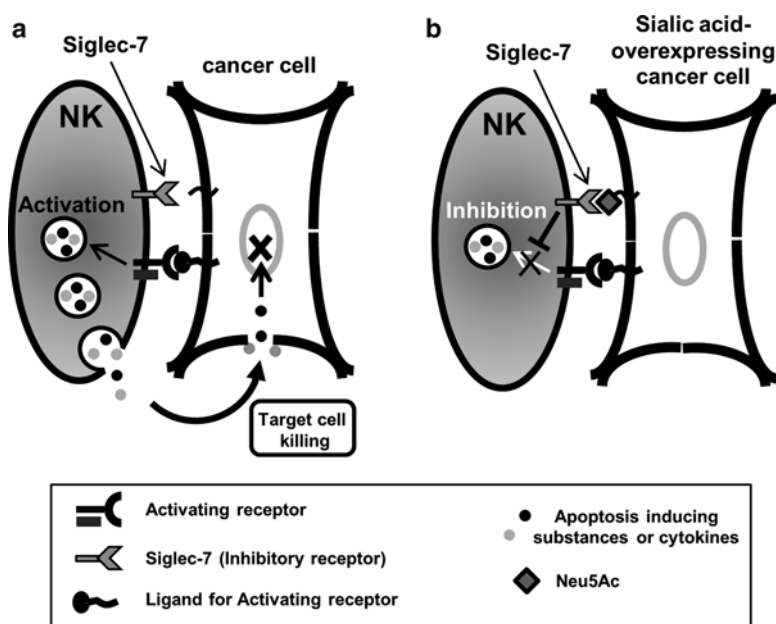 a
Siglec-7
cancer cell
NK
Activation
Target cell
killing
b
Siglec-7
Sialic acid-
overexpressing
cancer cell
NK
Inhibition
Activating receptor
Siglec-7 (Inhibitory receptor)
Ligand for Activating receptor
Apoptosis inducing
substances or cytokines
Neu5Ac